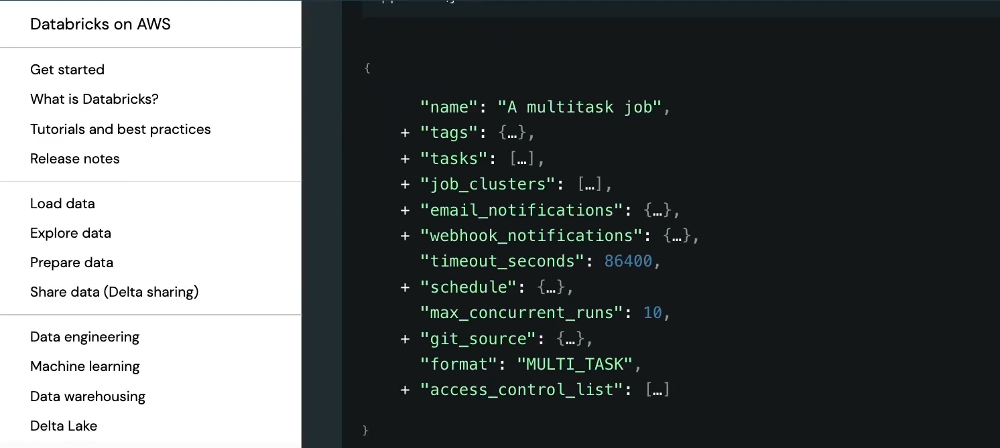 Databricks on AWS
Get started
What is Databricks?
Tutorials and best practices
Release notes
Load data
Explore data
Prepare data
Share data (Delta sharing)
Data engineering
Machine learning
Data warehousing
Delta Lake
{
"name": "A multitask job",
+ "tags": {…},
+ "tasks": […],
+ "job_clusters": […],
+ "email_notifications": {…},
+ "webhook_notifications": {…},
"timeout_seconds": 86400,
+ "schedule": {…},
"max_concurrent_runs": 10,
+ "git_source": {…},
"format": "MULTI_TASK",
+ "access_control_list": […]
}